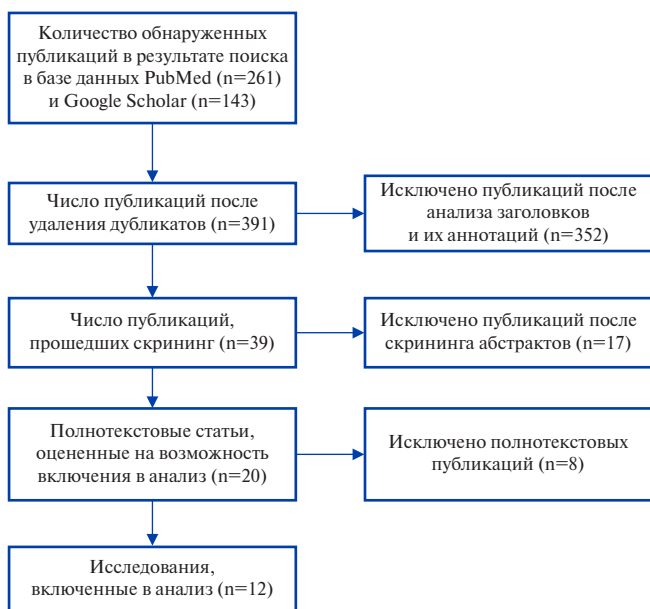 Количество обнаруженных
публикаций в результате поиска
в базе данных PubMed (n=261)
и Google Scholar (n=143)
Число публикаций после
удаления дубликатов (n=391)
Исключено публикаций после
анализа заголовков
и их аннотаций (n=352)
Число публикаций,
прошедших скрининг (n=39)
Исключено публикаций после
скрининга абстрактов (n=17)
Полнотекстовые статьи,
оцененные на возможность
включения в анализ (n=20)
Исключено полнотекстовых
публикаций (n=8)
Исследования,
включенные в анализ (n=12)